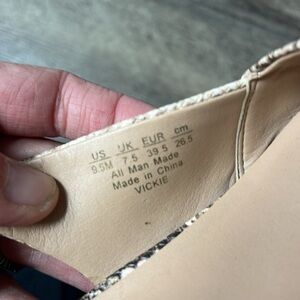 US UK EUR cm
9.5M 7.5 39.5 26.5
All Man Made
Made in China
VICKIE